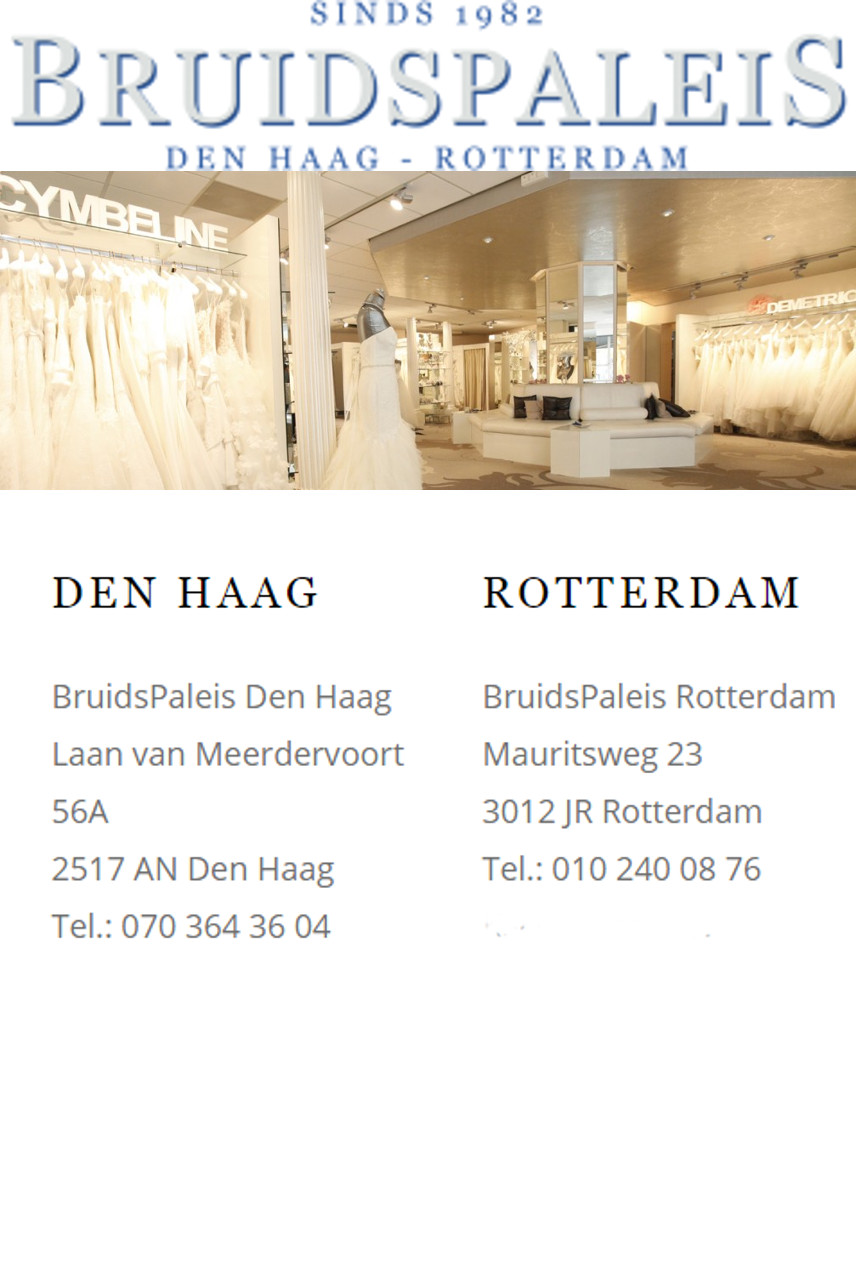 SINDS 1982
BRUIDSPALEIS
DEN HAAG - ROTTERDAM
CYMBELINE
DEMETRIO
DEN HAAG
BruidsPaleis Den Haag
Laan van Meerdervoort
56A
2517 AN Den Haag
Tel.: 070 364 36 04
ROTTERDAM
BruidsPaleis Rotterdam
Mauritsweg 23
3012 JR Rotterdam
Tel.: 010 240 08 76